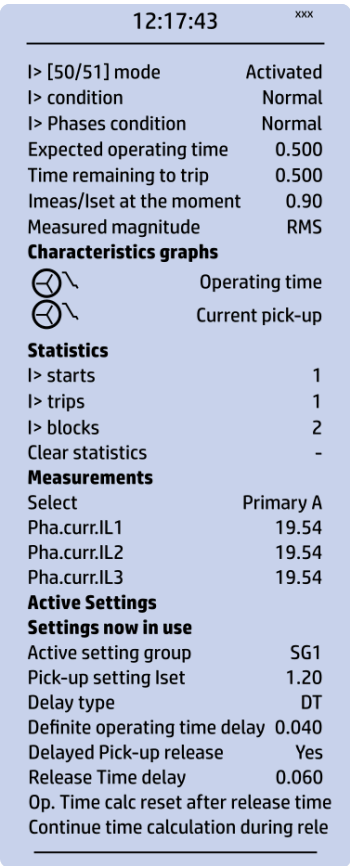 12:17:43 xxx
I> [50/51] mode Activated
I> condition Normal
I> Phases condition Normal
Expected operating time 0.500
Time remaining to trip 0.500
Imeas/Iset at the moment 0.90
Measured magnitude RMS
Characteristics graphs
Operating time
Current pick-up
Statistics
I> starts 1
I> trips 1
I> blocks 2
Clear statistics -
Measurements
Select Primary A
Pha.curr.IL1 19.54
Pha.curr.IL2 19.54
Pha.curr.IL3 19.54
Active Settings
Settings now in use
Active setting group SG1
Pick-up setting Iset 1.20
Delay type DT
Definite operating time delay 0.040
Delayed Pick-up release Yes
Release Time delay 0.060
Op. Time calc reset after release time
Continue time calculation during rele